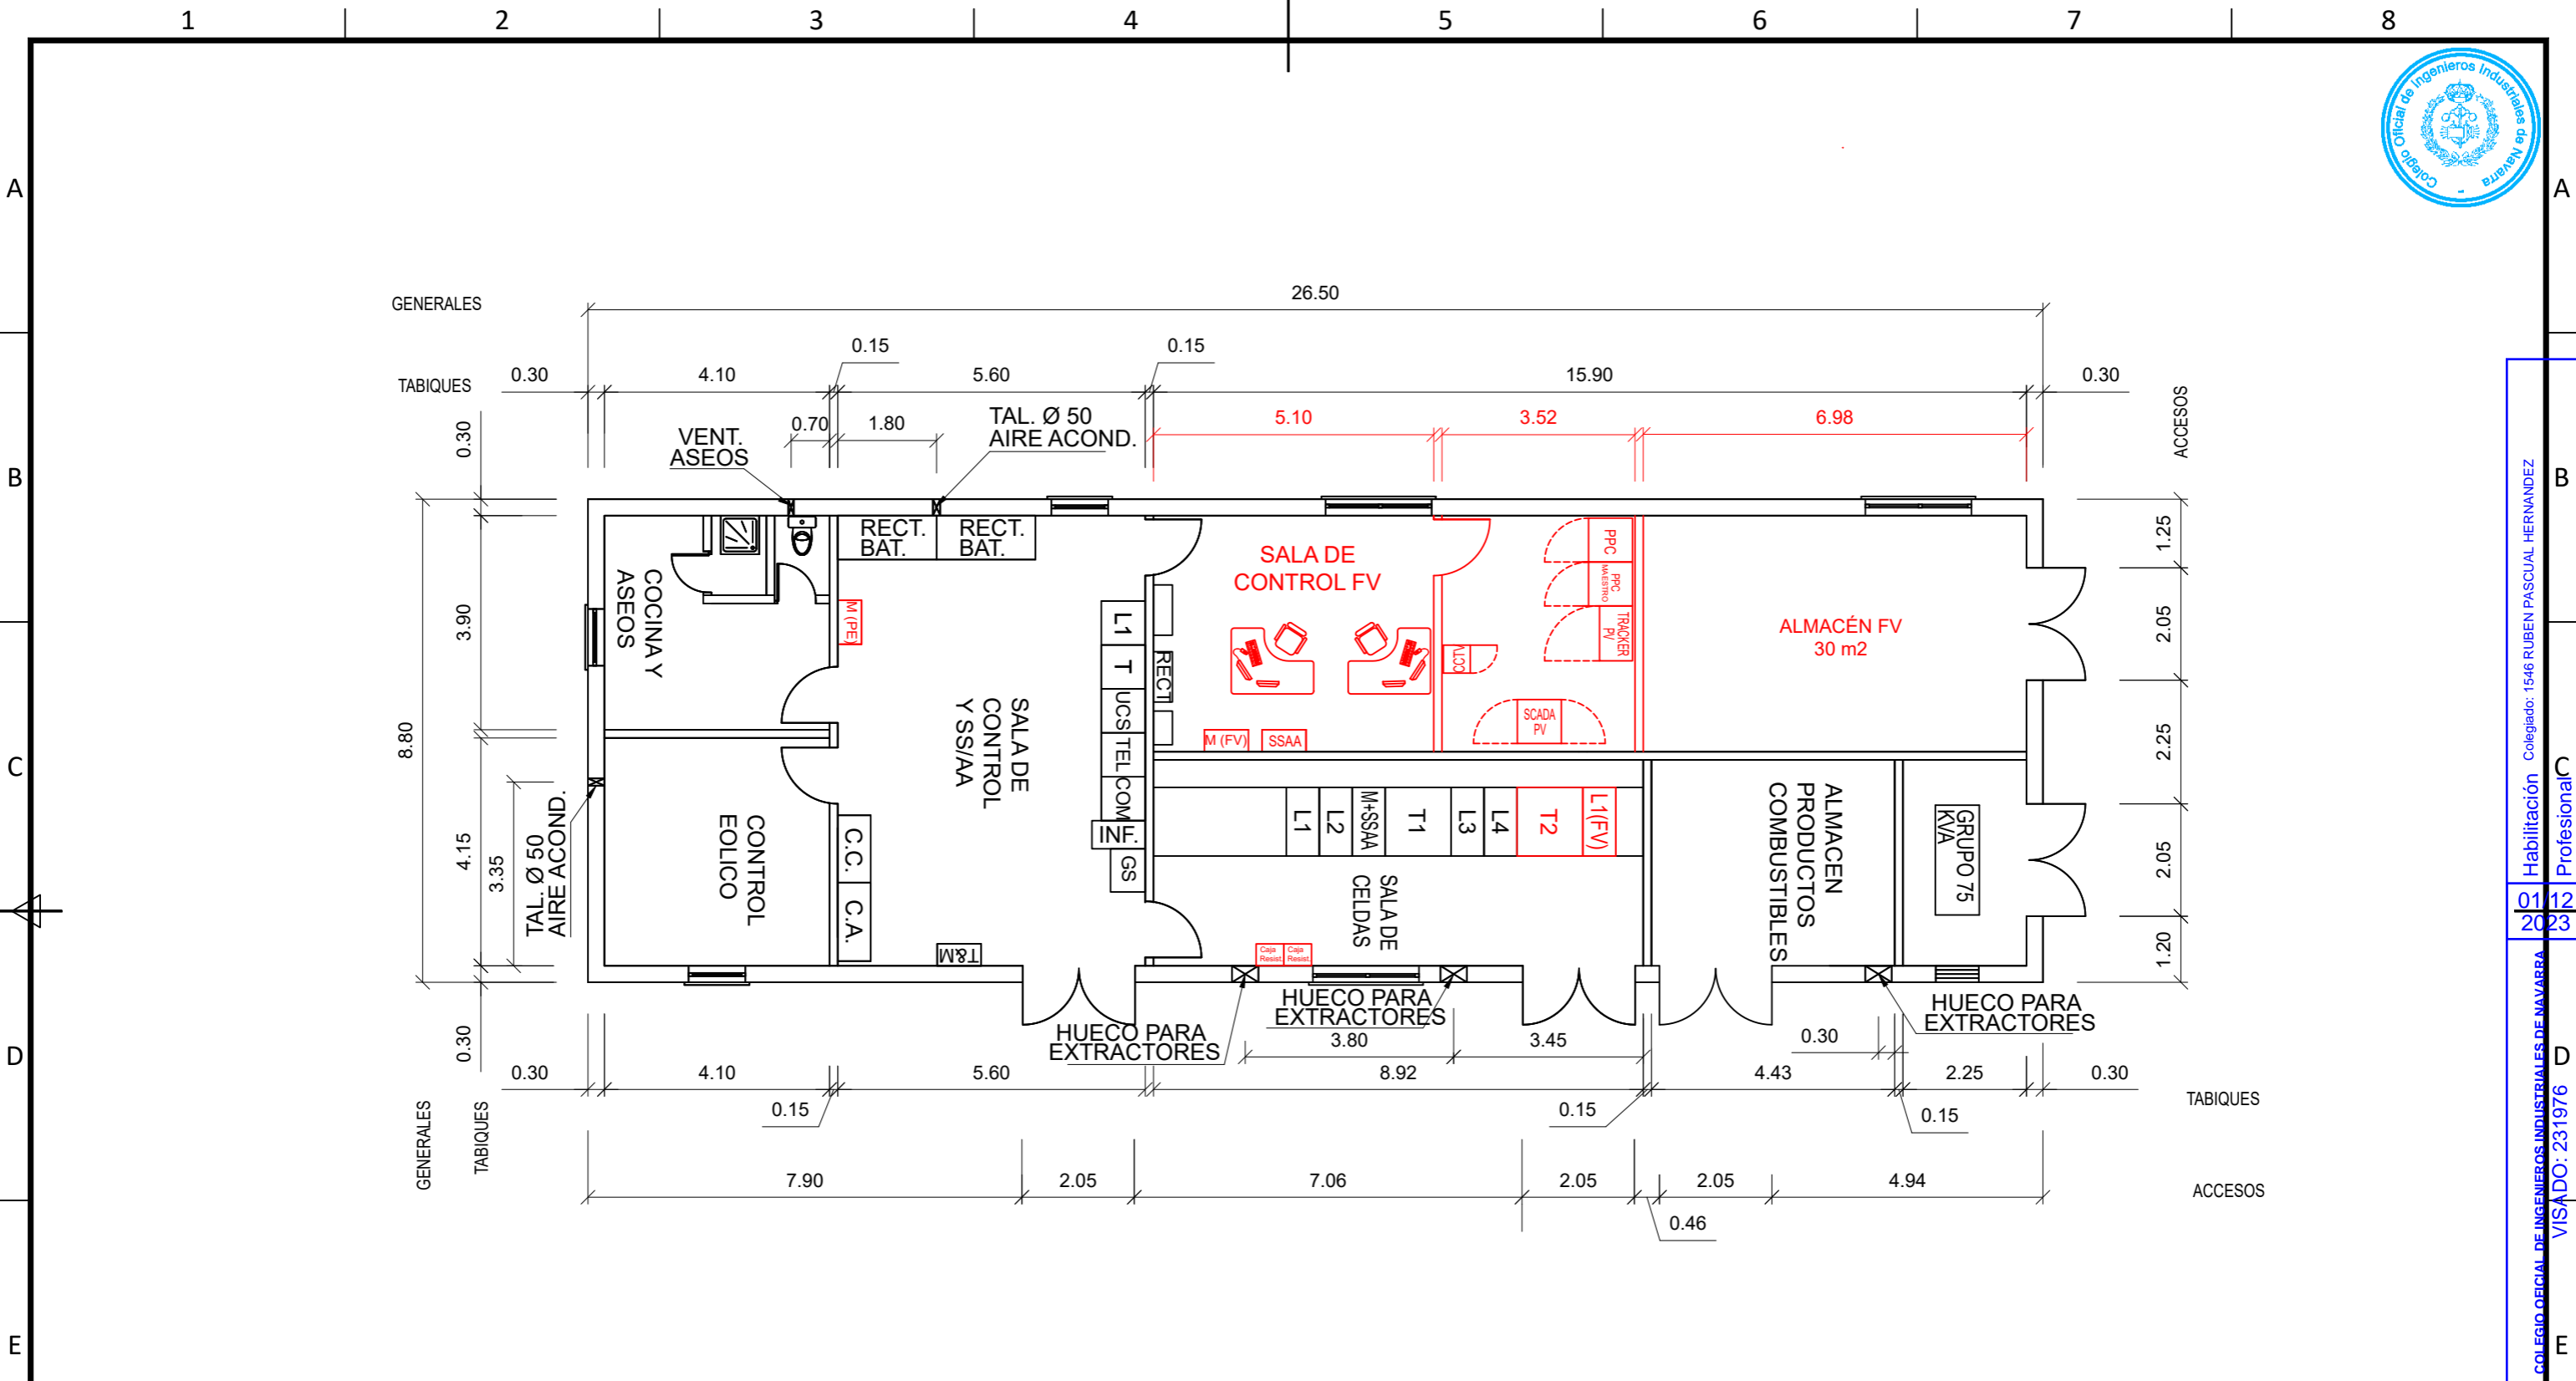 1 2 3 4 5 6 7 8
A
A
Colegio Oficial de Ingenieros Industriales de Navarra
GENERALES
26.50
0.15
0.15
TABIQUES
0.30
4.10
5.60
15.90
0.30
ACCESOS
0.30
0.70
1.80
TAL. Ø 50
AIRE ACOND.
5.10
3.52
6.98
VENT.
ASEOS
B
B
RECT.
BAT.
RECT.
BAT.
COCINA Y
ASEOS
M (PE)
SALA DE
CONTROL FV
PPC
PPC
MAESTRO
TRACKER
PV
CCTV
SCADA
PV
ALMACÉN FV
30 m2
1.25
2.05
2.25
2.05
1.20
8.80
3.90
4.15
3.35
0.30
L1
T
UCS
TEL
COM
INF.
GS
RECT
SALA DE
CONTROL
Y SS/AA
M (FV)
SSAA
C
C
TAL. Ø 50
AIRE ACOND.
CONTROL
EOLICO
C.C.
C.A.
T&M
L1
L2
M+SSAA
T1
L3
L4
T2
L1(FV)
SALA DE
CELDAS
Caja
Resist.
Caja
Resist.
ALMACEN
PRODUCTOS
COMBUSTIBLES
GRUPO 75
KVA
HUECO PARA
EXTRACTORES
HUECO PARA
EXTRACTORES
HUECO PARA
EXTRACTORES
3.80
3.45
0.30
D
D
0.30
4.10
5.60
8.92
4.43
2.25
0.30
0.15
0.15
0.15
TABIQUES
GENERALES
TABIQUES
7.90
2.05
7.06
2.05
2.05
4.94
0.46
ACCESOS
E
E
Habilitación Colegiado: 1546 RUBEN PASCUAL HERNANDEZ
Profesional
01/12
2023
COLEGIO OFICIAL DE INGENIEROS INDUSTRIALES DE NAVARRA
VISADO: 231976